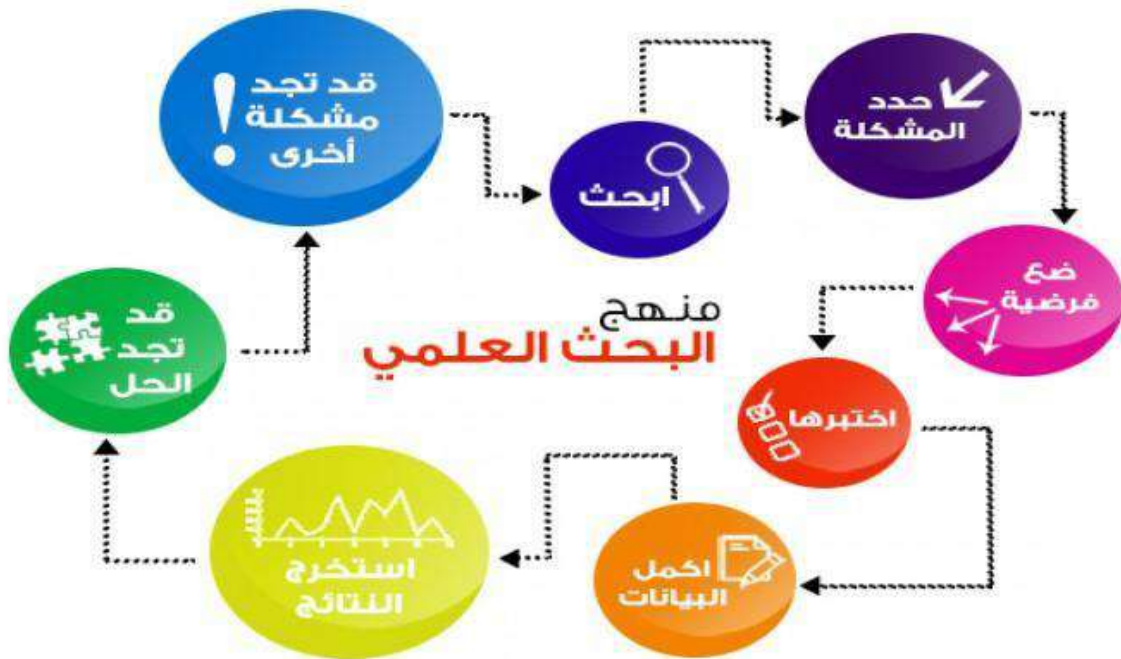 منهج
البحث العلمي
ابحث
حدد
المشكلة
ضع
فرضية
اختبرها
اكمل
البيانات
استخرج
النتائج
قد
تجد
الحل
قد تجد
مشكلة
أخرى
!